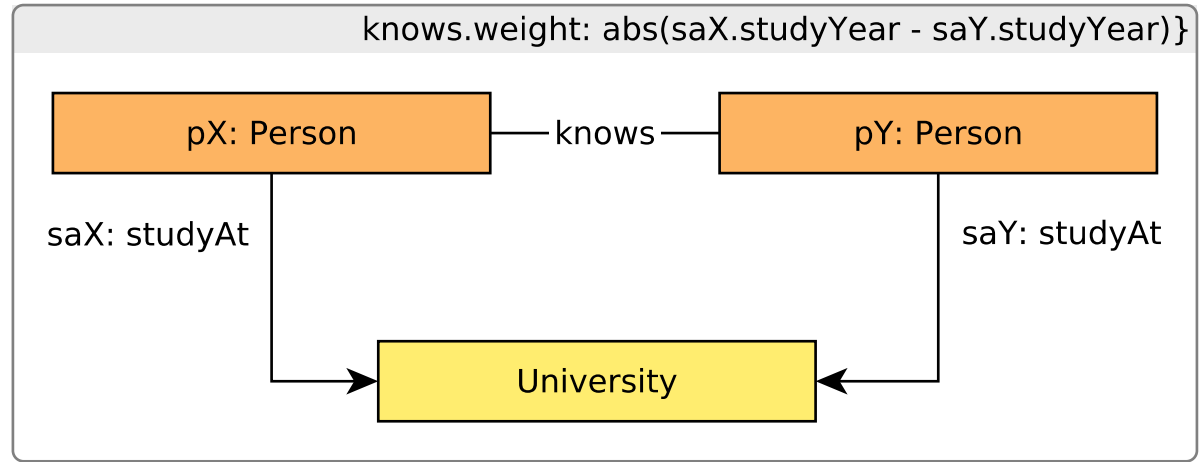 knows.weight: abs(saX.studyYear - saY.studyYear)}
pX: Person
knows
pY: Person
saX: studyAt
saY: studyAt
University